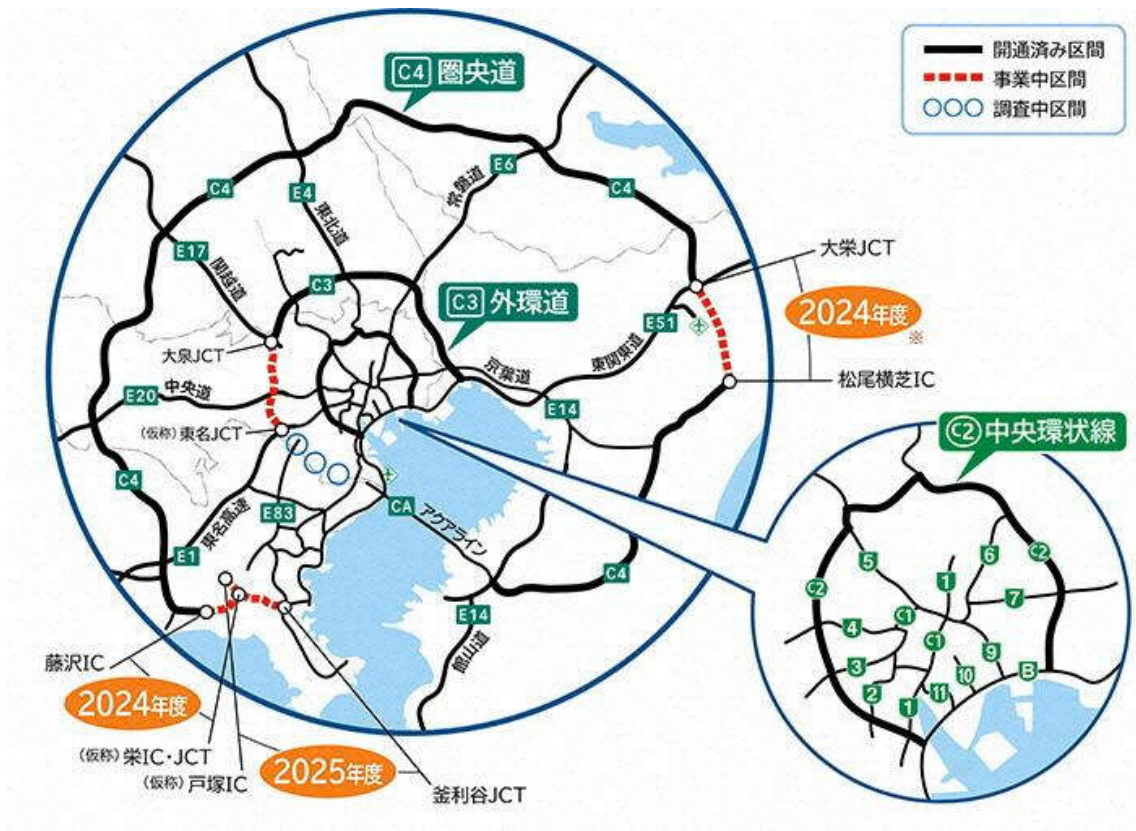 開通済み区間
事業中区間
調査中区間
C4 圏央道
E6
常磐道
C4
E4
東北道
C4
E17
関越道
C3
C3 外環道
大栄JCT
2024年度
※
E51
東関東道
松尾横芝IC
大泉JCT
京葉道
E20
中央道
E14
(仮称)東名JCT
C4
E83
東名高速
CA
アクアライン
E1
C4
E14
館山道
藤沢IC
2024年度
(仮称)栄IC・JCT
(仮称)戸塚IC
2025年度
釜利谷JCT
C2 中央環状線
5
6
C2
1
C2
7
C1
4
C1
9
3
10
B
2
11
1